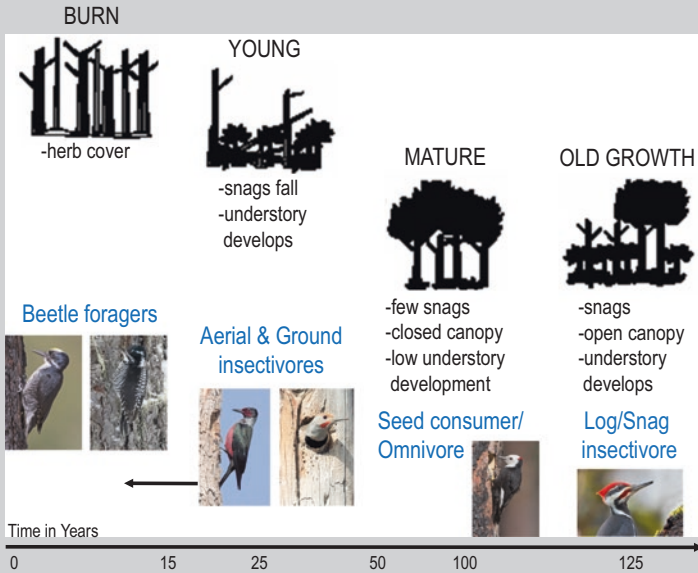 BURN
-herb cover
YOUNG
-snags fall
-understory
develops
MATURE
-few snags
-closed canopy
-low understory
development
OLD GROWTH
-snags
-open canopy
-understory
develops
Beetle foragers
Aerial & Ground
insectivores
Seed consumer/
Omnivore
Log/Snag
insectivore
Time in Years
0 15 25 50 100 125